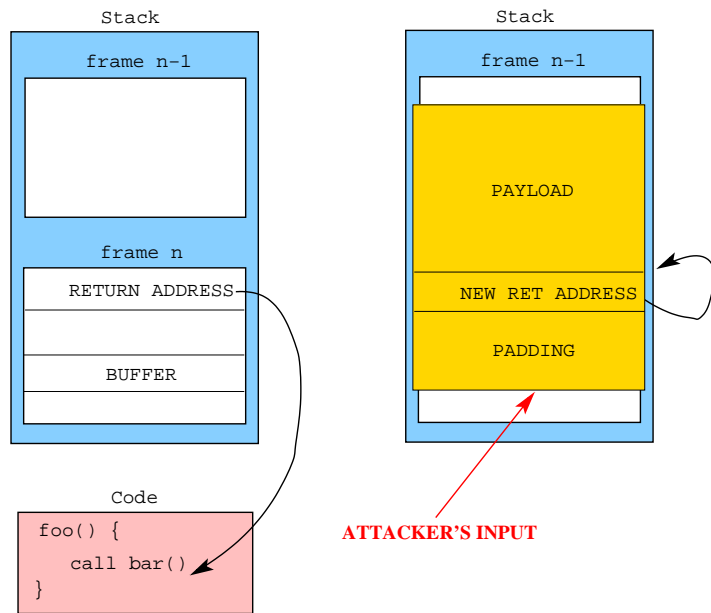 Stack
frame n-1
frame n
RETURN ADDRESS
BUFFER
Code
foo() {
call bar()
}
Stack
frame n-1
PAYLOAD
NEW RET ADDRESS
PADDING
ATTACKER'S INPUT